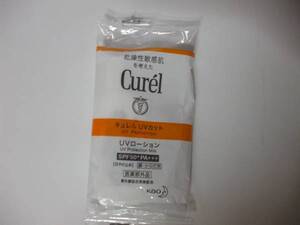 乾燥性敏感肌
を考えた
Curél
キュレル UVカット
UV Protection
UVローション
UV Protection Milk
SPF50+ PA+++
医薬部外品
Kao